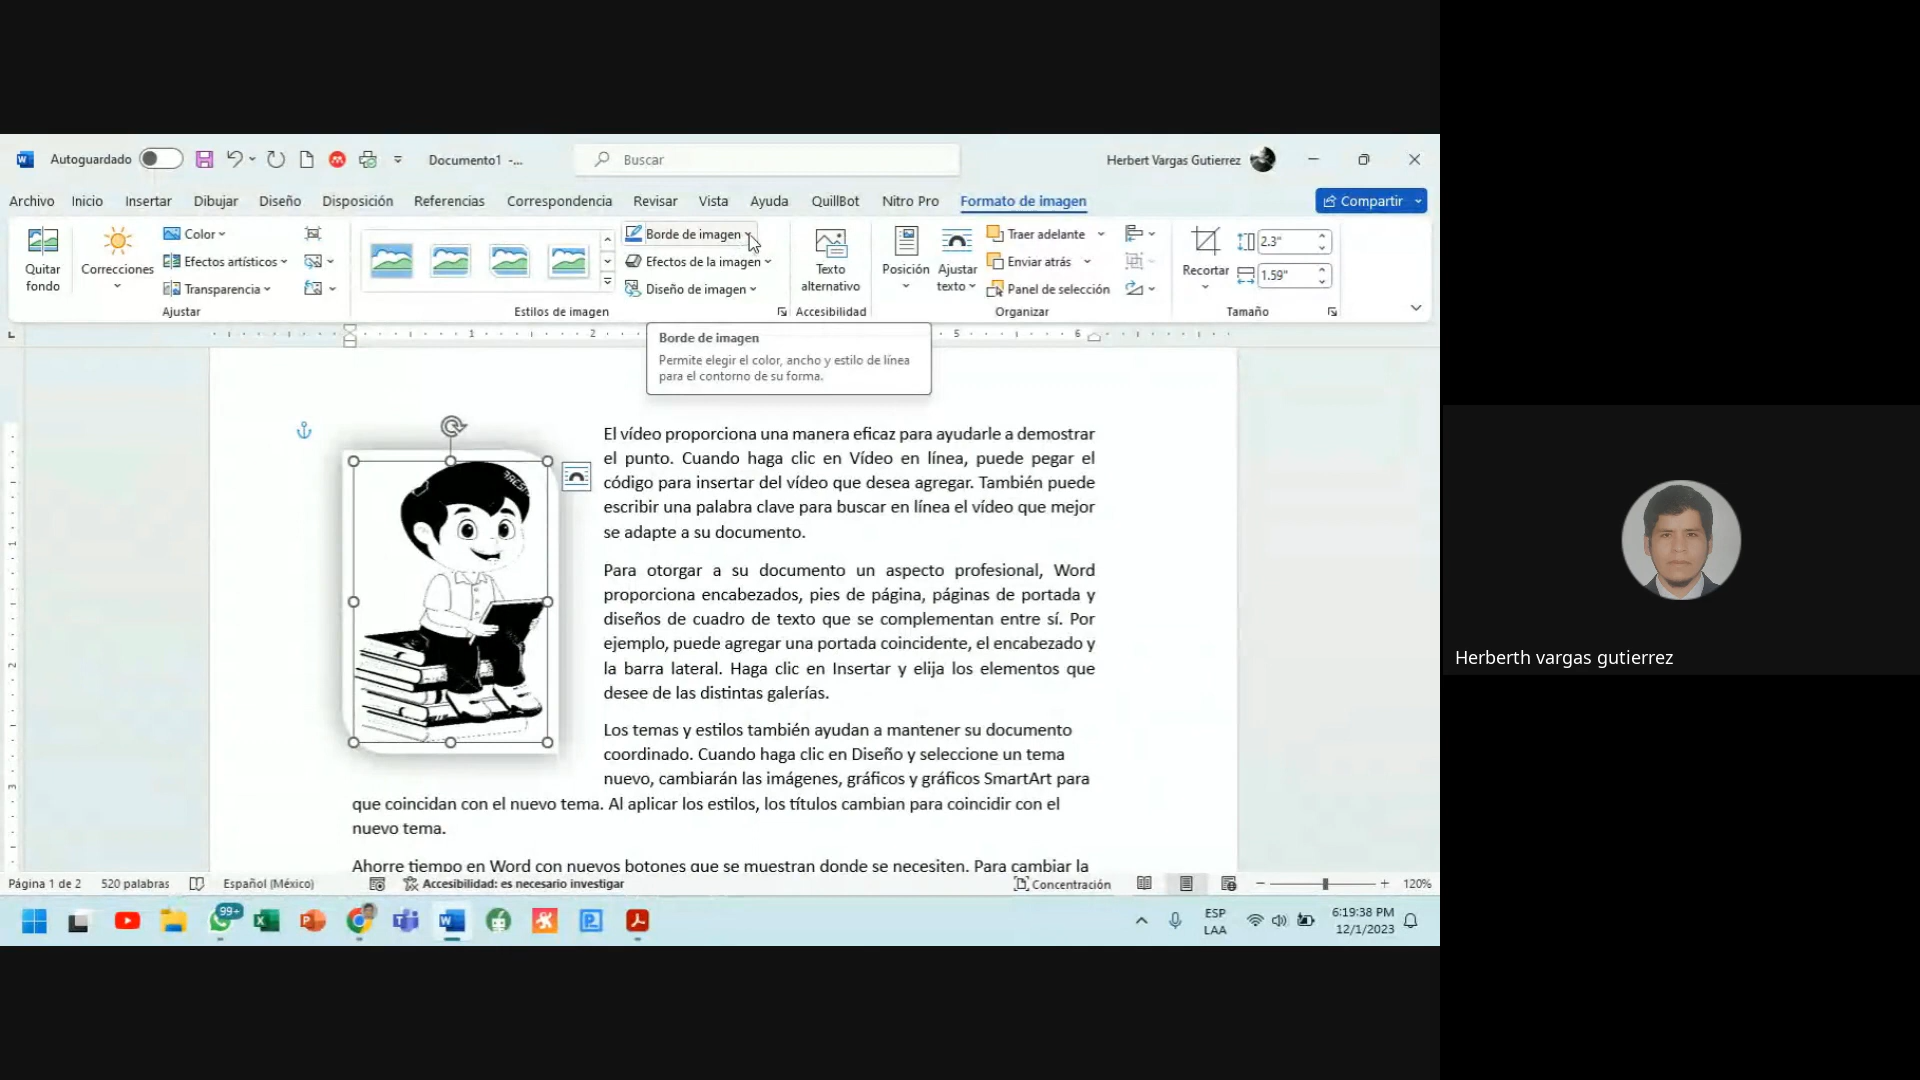 Autoguardado
Documento1 -...
Buscar
Herbert Vargas Gutierrez
Archivo Inicio Insertar Dibujar Diseño Disposición Referencias Correspondencia Revisar Vista Ayuda QuillBot Nitro Pro Formato de imagen Compartir
Quitar fondo
Correcciones
Color
Efectos artísticos
Transparencia
Ajustar
Borde de imagen
Efectos de la imagen
Diseño de imagen
Estilos de imagen
Texto alternativo
Accesibilidad
Posición
Ajustar texto
Traer adelante
Enviar atrás
Panel de selección
Organizar
Recortar
2.3"
1.59"
Tamaño
1 2 5 6
Borde de imagen
Permite elegir el color, ancho y estilo de línea
para el contorno de su forma.
El vídeo proporciona una manera eficaz para ayudarle a demostrar
el punto. Cuando haga clic en Vídeo en línea, puede pegar el
código para insertar del vídeo que desea agregar. También puede
escribir una palabra clave para buscar en línea el vídeo que mejor
se adapte a su documento.
Para otorgar a su documento un aspecto profesional, Word
proporciona encabezados, pies de página, páginas de portada y
diseños de cuadro de texto que se complementan entre sí. Por
ejemplo, puede agregar una portada coincidente, el encabezado y
la barra lateral. Haga clic en Insertar y elija los elementos que
desee de las distintas galerías.
Los temas y estilos también ayudan a mantener su documento
coordinado. Cuando haga clic en Diseño y seleccione un tema
nuevo, cambiarán las imágenes, gráficos y gráficos SmartArt para
que coincidan con el nuevo tema. Al aplicar los estilos, los títulos cambian para coincidir con el
nuevo tema.
Ahorre tiempo en Word con nuevos botones que se muestran donde se necesiten. Para cambiar la
Página 1 de 2 520 palabras Español (México) Accesibilidad: es necesario investigar Concentración 120%
99+
ESP
LAA
6:19:38 PM
12/1/2023
Herberth vargas gutierrez